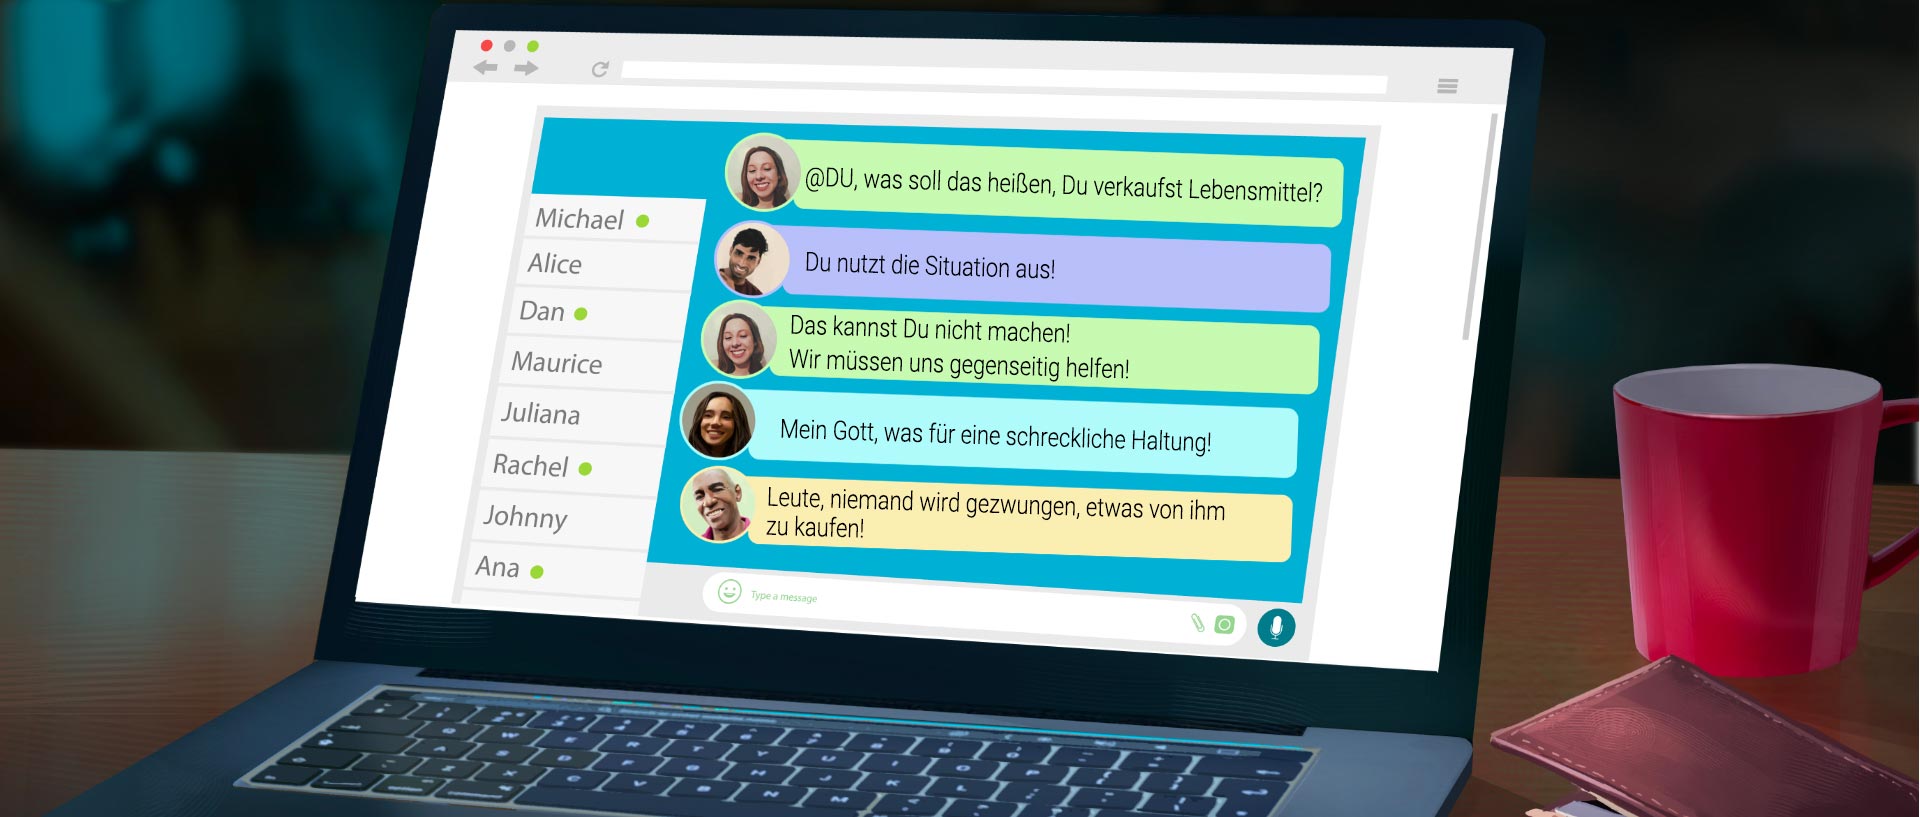 @DU, was soll das heißen, Du verkaufst Lebensmittel?
Du nutzt die Situation aus!
Das kannst Du nicht machen!
Wir müssen uns gegenseitig helfen!
Mein Gott, was für eine schreckliche Haltung!
Leute, niemand wird gezwungen, etwas von ihm
zu kaufen!
Michael
Alice
Dan
Maurice
Juliana
Rachel
Johnny
Ana
Type a message